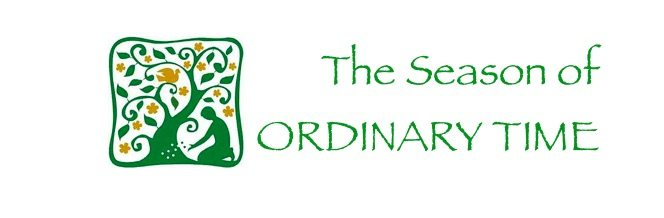 The Season of
ORDINARY TIME